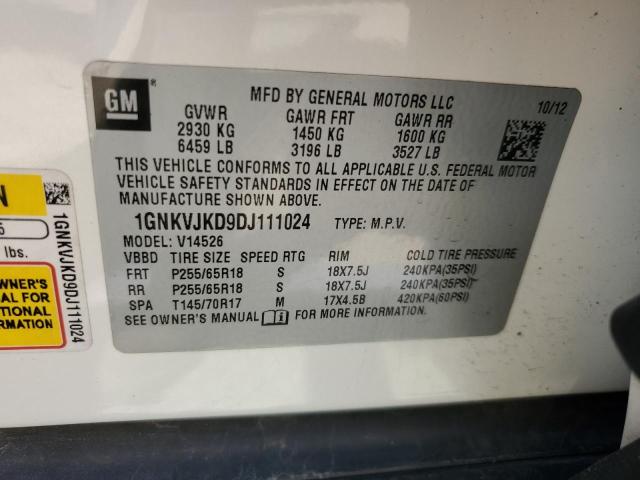 GM
MFD BY GENERAL MOTORS LLC
10/12
GVWR GAWR FRT GAWR RR
2930 KG 1450 KG 1600 KG
6459 LB 3196 LB 3527 LB
THIS VEHICLE CONFORMS TO ALL APPLICABLE U.S. FEDERAL MOTOR
VEHICLE SAFETY STANDARDS IN EFFECT ON THE DATE OF
MANUFACTURE SHOWN ABOVE.
1GNKVJKD9DJ111024 TYPE: M.P.V.
MODEL: V14526
VBBD TIRE SIZE SPEED RTG RIM COLD TIRE PRESSURE
FRT P255/65R18 S 18X7.5J 240KPA(35PSI)
RR P255/65R18 S 18X7.5J 240KPA(35PSI)
SPA T145/70R17 M 17X4.5B 420KPA(60PSI)
SEE OWNER'S MANUAL i FOR MORE INFORMATION.
N
lbs.
WNER'S
AL FOR
TIONAL
MATION
1GNKVJKD9DJ111024